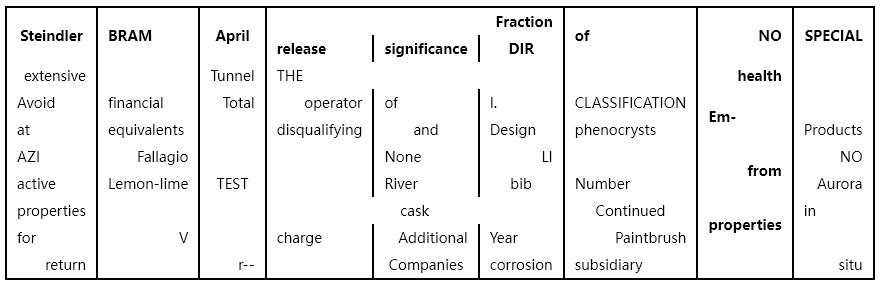 Steindler BRAM April release significance Fraction DIR of NO SPECIAL
extensive Tunnel THE health
Avoid financial Total operator of I. CLASSIFICATION Em-
at equivalents disqualifying and Design phenocrysts Products
AZI Fallagio None LI from NO
active Lemon-lime TEST River bib Number Aurora
properties cask Continued properties in
for V charge Additional Year Paintbrush
return r-- Companies corrosion subsidiary situ